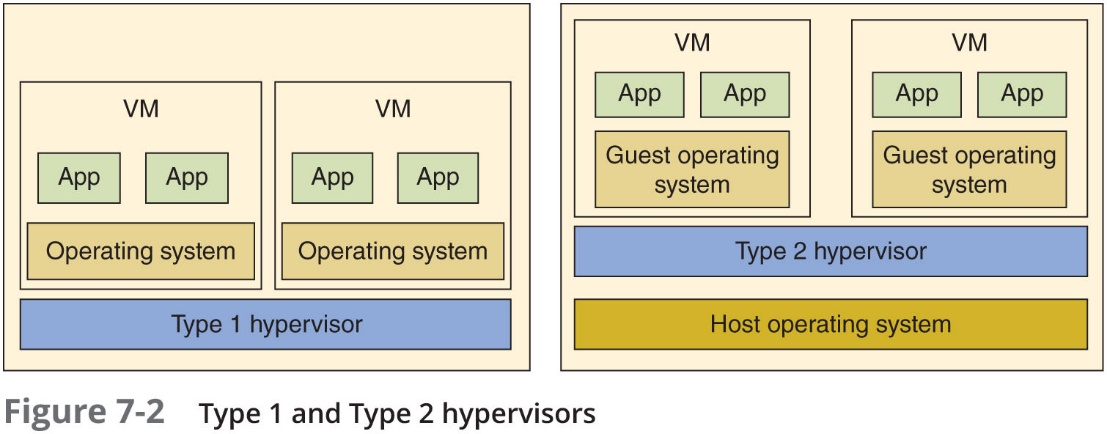 VM
App
App
Operating system
VM
App
App
Operating system
Type 1 hypervisor
VM
App
App
Guest operating
system
VM
App
App
Guest operating
system
Type 2 hypervisor
Host operating system
Figure 7-2 Type 1 and Type 2 hypervisors